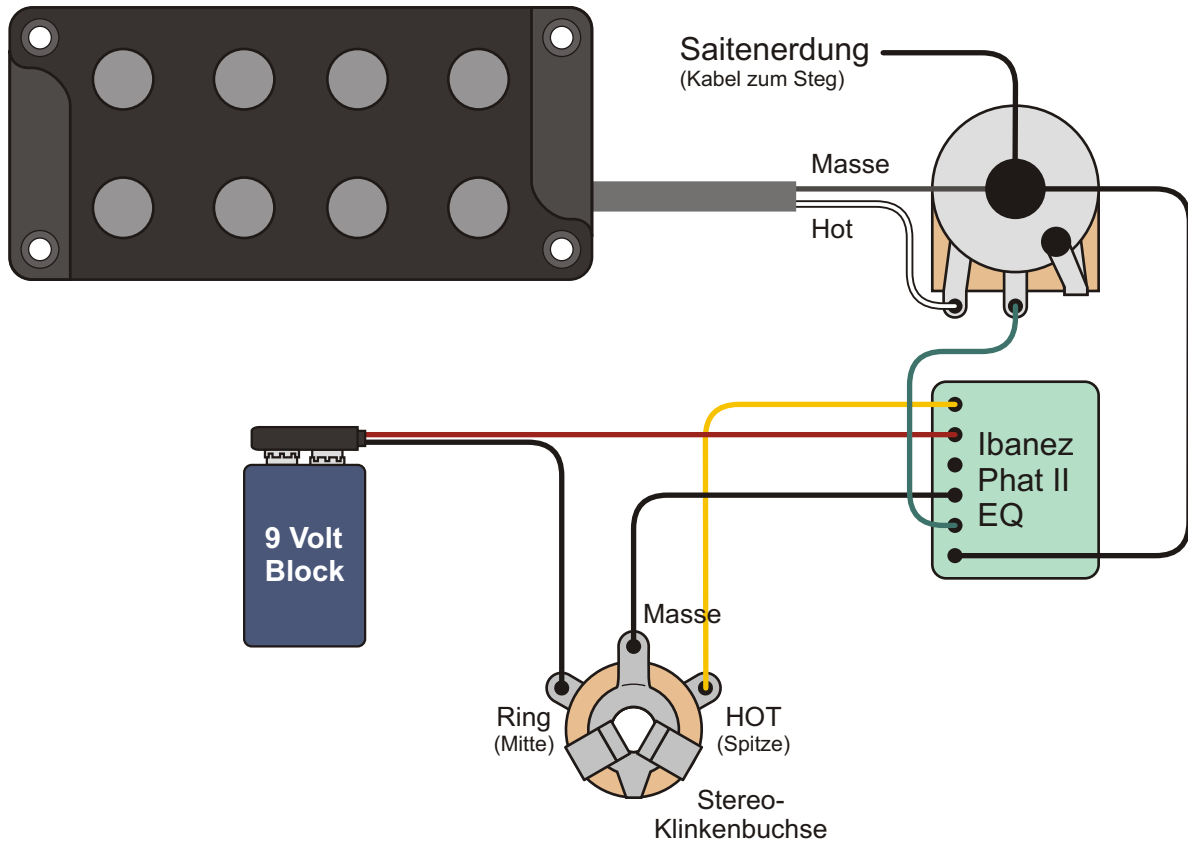 Saitenerdung
(Kabel zum Steg)
Masse
Hot
Ibanez
Phat II
EQ
9 Volt
Block
Masse
Ring
(Mitte)
HOT
(Spitze)
Stereo-
Klinkenbuchse